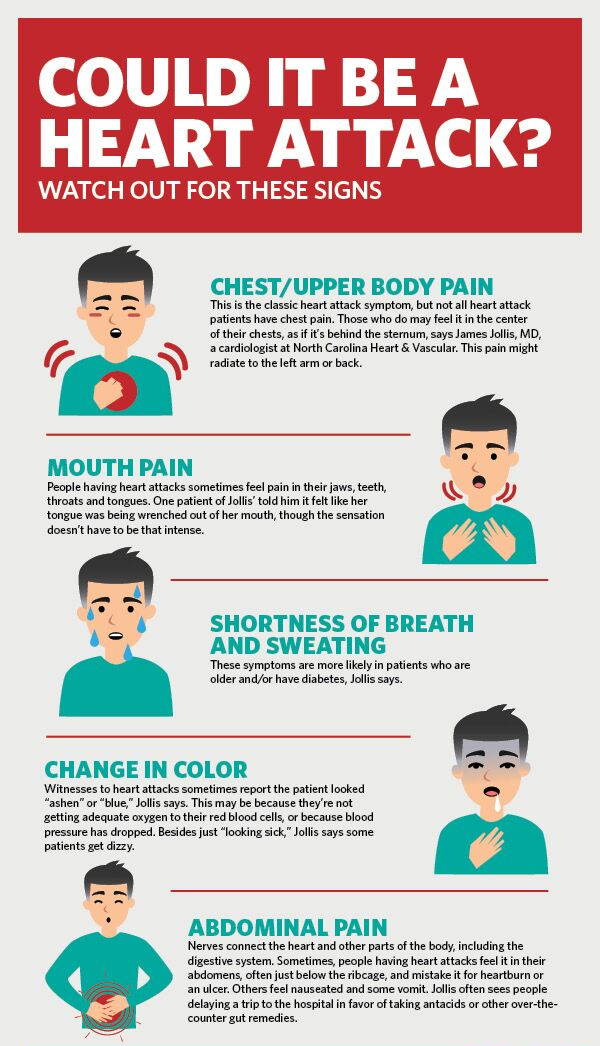 COULD IT BE A
HEART ATTACK?
WATCH OUT FOR THESE SIGNS
CHEST/UPPER BODY PAIN
This is the classic heart attack symptom, but not all heart attack
patients have chest pain. Those who do may feel it in the center
of their chests, as if it's behind the sternum, says James Jollis, MD,
a cardiologist at North Carolina Heart & Vascular. This pain might
radiate to the left arm or back.
MOUTH PAIN
People having heart attacks sometimes feel pain in their jaws, teeth,
throats and tongues. One patient of Jollis' told him it felt like her
tongue was being wrenched out of her mouth, though the sensation
doesn't have to be that intense.
SHORTNESS OF BREATH
AND SWEATING
These symptoms are more likely in patients who are
older and/or have diabetes, Jollis says.
CHANGE IN COLOR
Witnesses to heart attacks sometimes report the patient looked
"ashen" or "blue," Jollis says. This may be because they're not
getting adequate oxygen to their red blood cells, or because blood
pressure has dropped. Besides just "looking sick," Jollis says some
patients get dizzy.
ABDOMINAL PAIN
Nerves connect the heart and other parts of the body, including the
digestive system. Sometimes, people having heart attacks feel it in their
abdomens, often just below the ribcage, and mistake it for heartburn or
an ulcer. Others feel nauseated and some vomit. Jollis often sees people
delaying a trip to the hospital in favor of taking antacids or other over-the-
counter gut remedies.